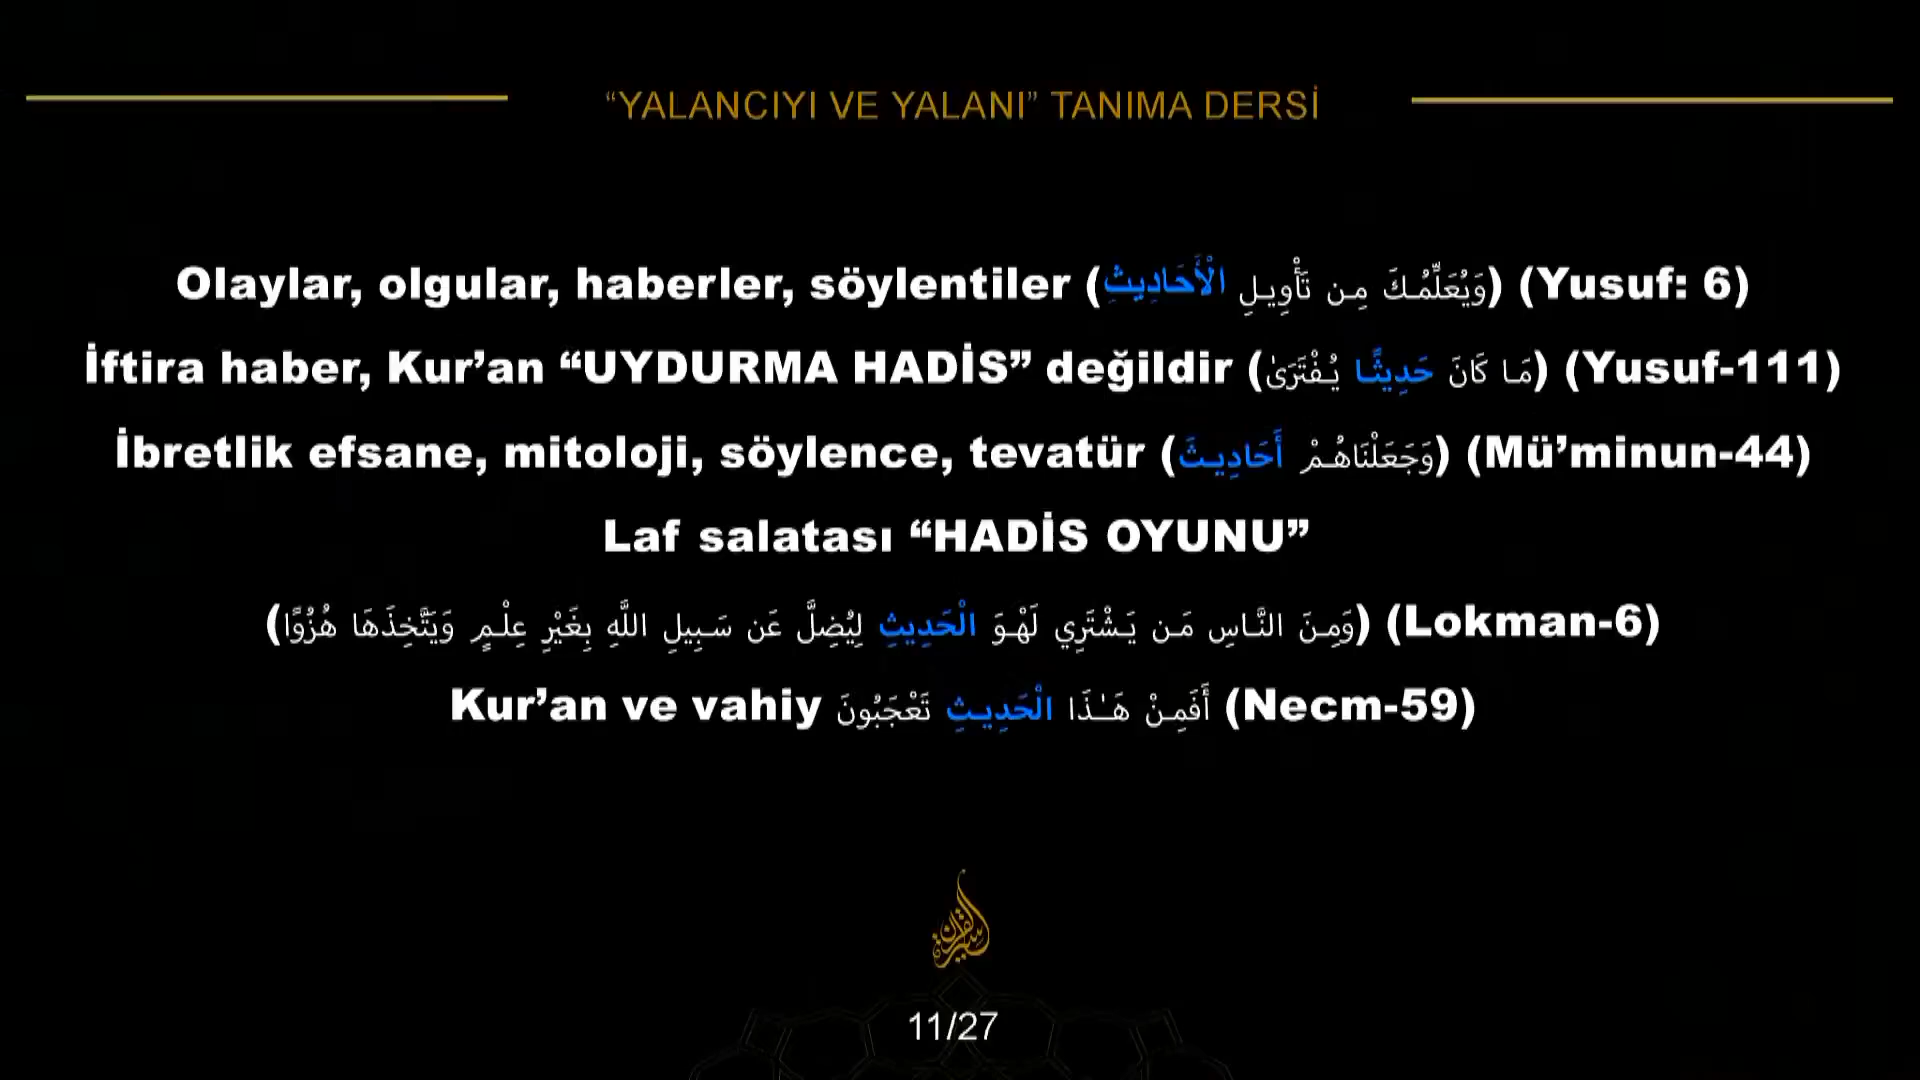 “YALANCIYI VE YALANI” TANIMA DERSİ
Olaylar, olgular, haberler, söylentiler (وَيُعَلِّمُكَ مِن تَأْوِيلِ الْأَحَادِيثِ) (Yusuf: 6)
İftira haber, Kur’an “UYDURMA HADİS” değildir (مَا كَانَ حَدِيثًا يُفْتَرَىٰ) (Yusuf-111)
İbretlik efsane, mitoloji, söylence, tevatür (وَجَعَلْنَاهُمْ أَحَادِيثَ) (Mü’minun-44)
Laf salatası “HADİS OYUNU”
(وَمِنَ النَّاسِ مَن يَشْتَرِي لَهْوَ الْحَدِيثِ لِيُضِلَّ عَن سَبِيلِ اللَّهِ بِغَيْرِ عِلْمٍ وَيَتَّخِذَهَا هُزُوًا) (Lokman-6)
Kur’an ve vahiy أَفَمِنْ هَـٰذَا الْحَدِيثِ تَعْجَبُونَ (Necm-59)
11/27